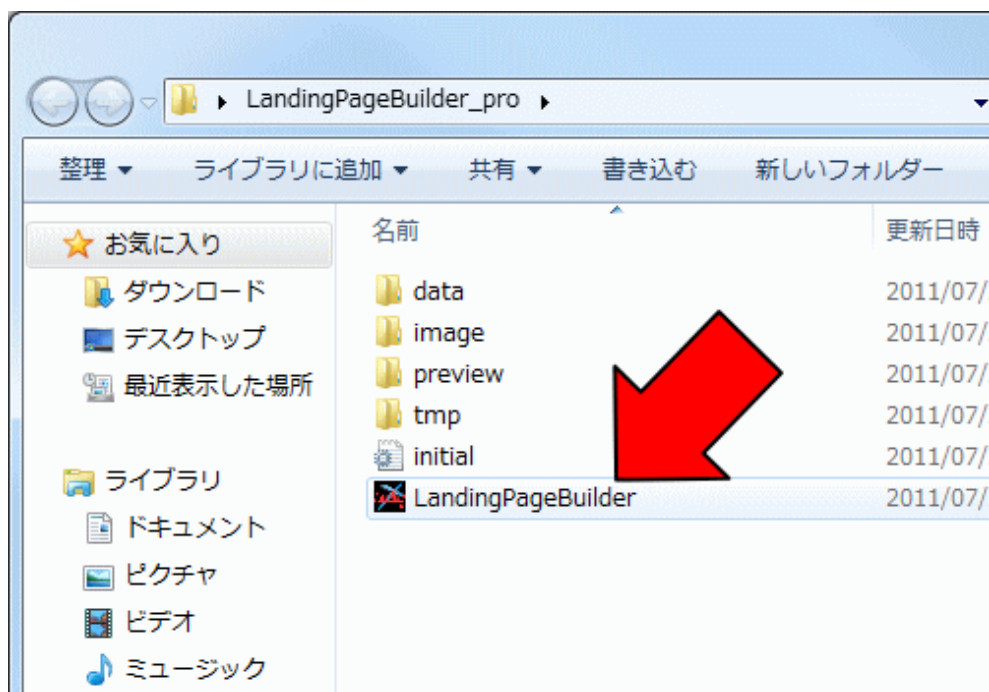 LandingPageBuilder_pro
整理 ライブラリに追加 共有 書き込む 新しいフォルダー
お気に入り
ダウンロード
デスクトップ
最近表示した場所
ライブラリ
ドキュメント
ピクチャ
ビデオ
ミュージック
名前 更新日時
data 2011/07/
image 2011/07/
preview 2011/07/
tmp 2011/07/
initial 2011/07/
LandingPageBuilder 2011/07/